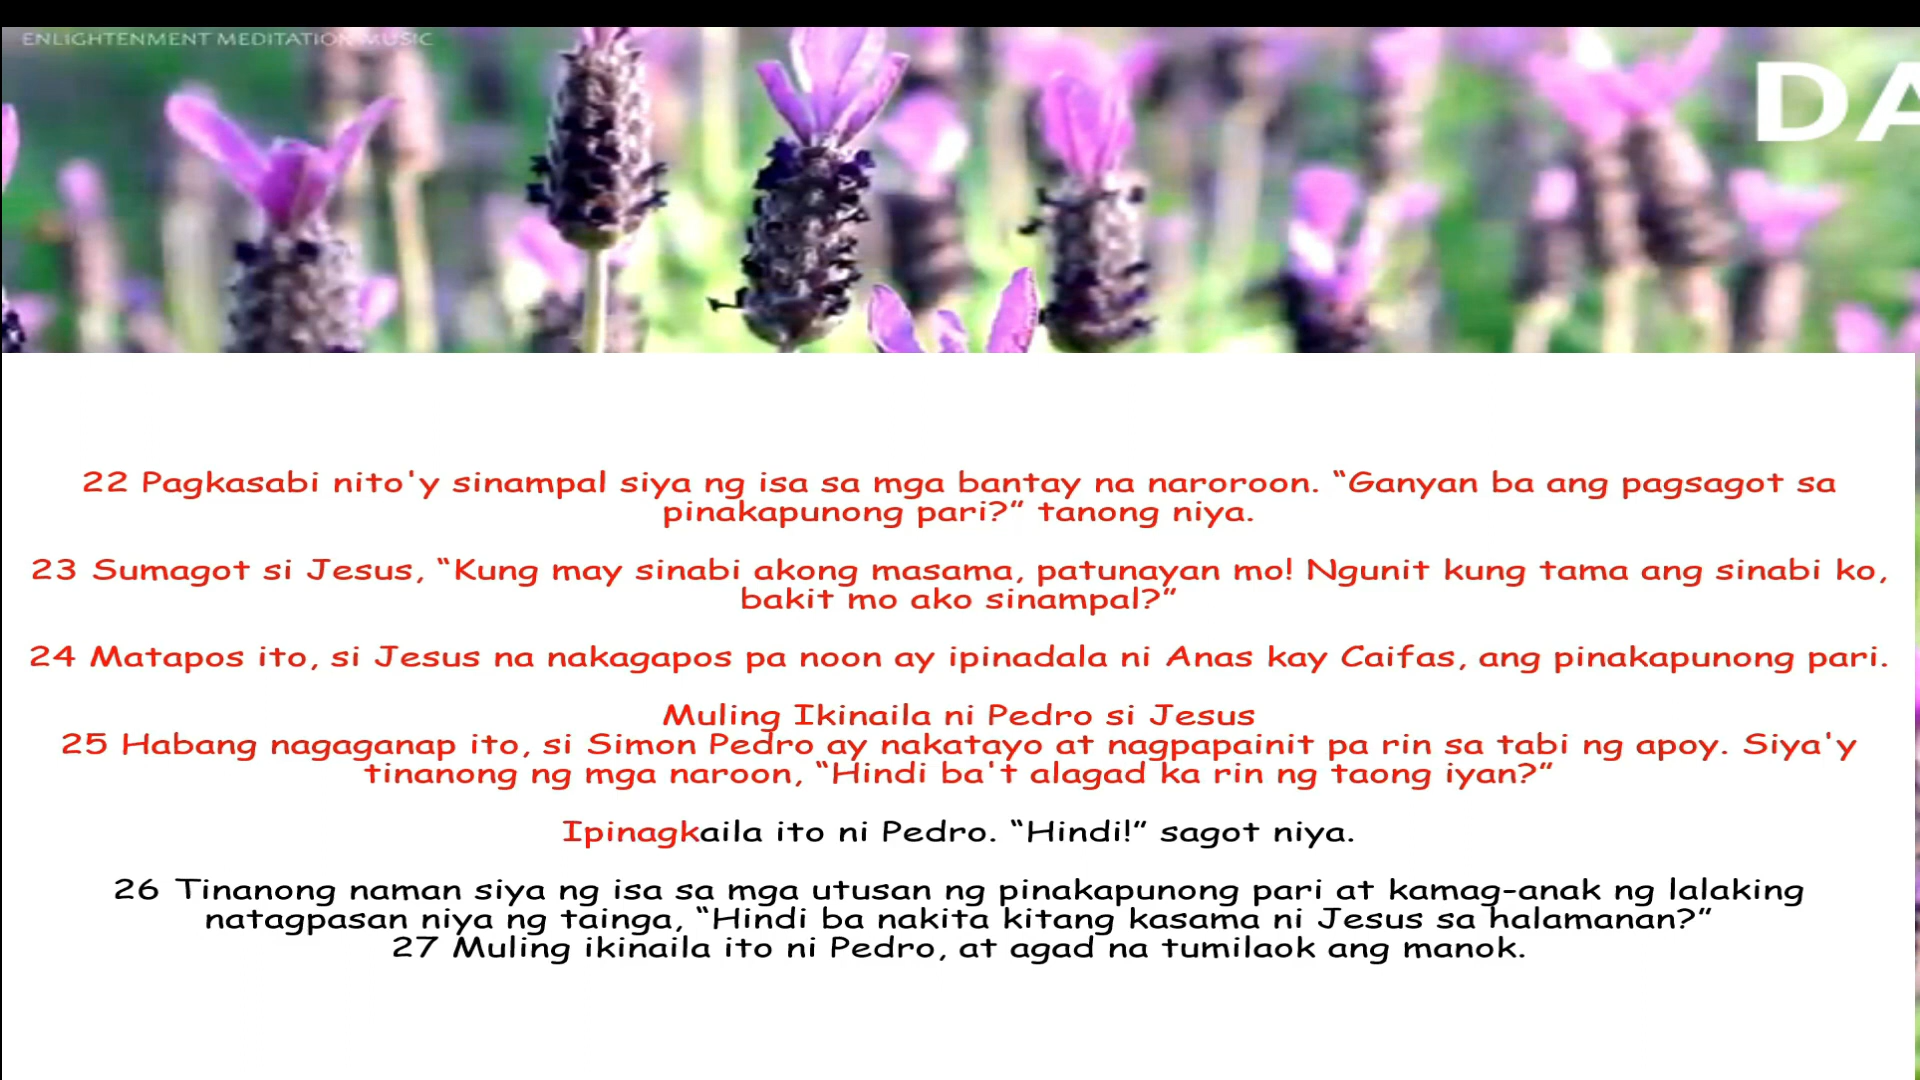 ENLIGHTENMENT MEDITATION MUSIC
DA
22 Pagkasabi nito'y sinampal siya ng isa sa mga bantay na naroroon. “Ganyan ba ang pagsagot sa
pinakapunong pari?” tanong niya.
23 Sumagot si Jesus, “Kung may sinabi akong masama, patunayan mo! Ngunit kung tama ang sinabi ko,
bakit mo ako sinampal?”
24 Matapos ito, si Jesus na nakagapos pa noon ay ipinadala ni Anas kay Caifas, ang pinakapunong pari.
Muling Ikinaila ni Pedro si Jesus
25 Habang nagaganap ito, si Simon Pedro ay nakatayo at nagpapainit pa rin sa tabi ng apoy. Siya'y
tinanong ng mga naroon, “Hindi ba't alagad ka rin ng taong iyan?”
Ipinagkaila ito ni Pedro. “Hindi!” sagot niya.
26 Tinanong naman siya ng isa sa mga utusan ng pinakapunong pari at kamag-anak ng lalaking
natagpasan niya ng tainga, “Hindi ba nakita kitang kasama ni Jesus sa halamanan?”
27 Muling ikinaila ito ni Pedro, at agad na tumilaok ang manok.